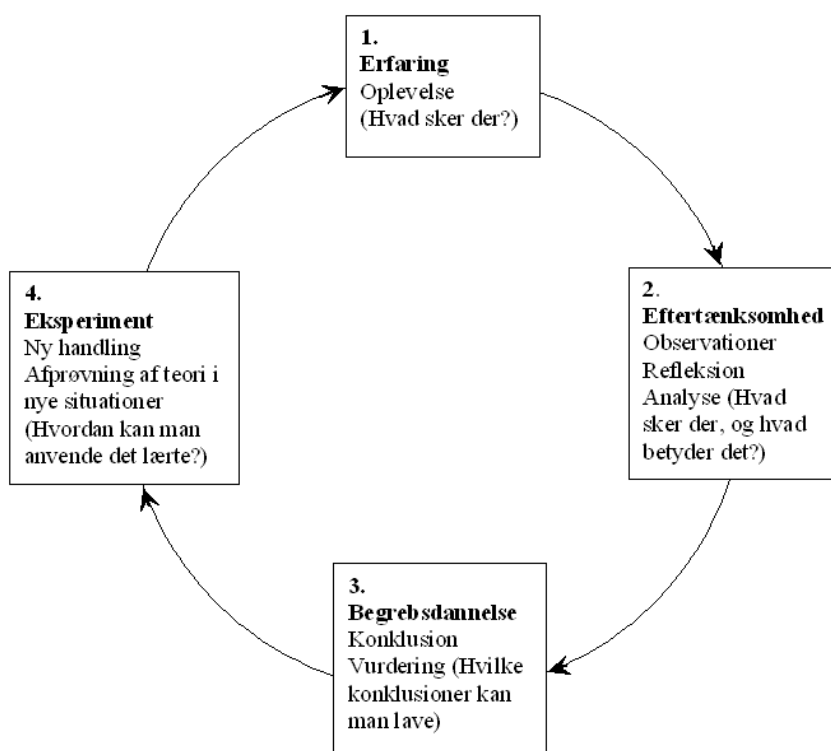 1.
Erfaring
Oplevelse
(Hvad sker der?)
2.
Eftertænksomhed
Observationer
Refleksion
Analyse (Hvad
sker der, og hvad
betyder det?)
3.
Begrebsdannelse
Konklusion
Vurdering (Hvilke
konklusioner kan
man lave)
4.
Eksperiment
Ny handling
Afprøvning af teori i
nye situationer
(Hvordan kan man
anvende det lærte?)